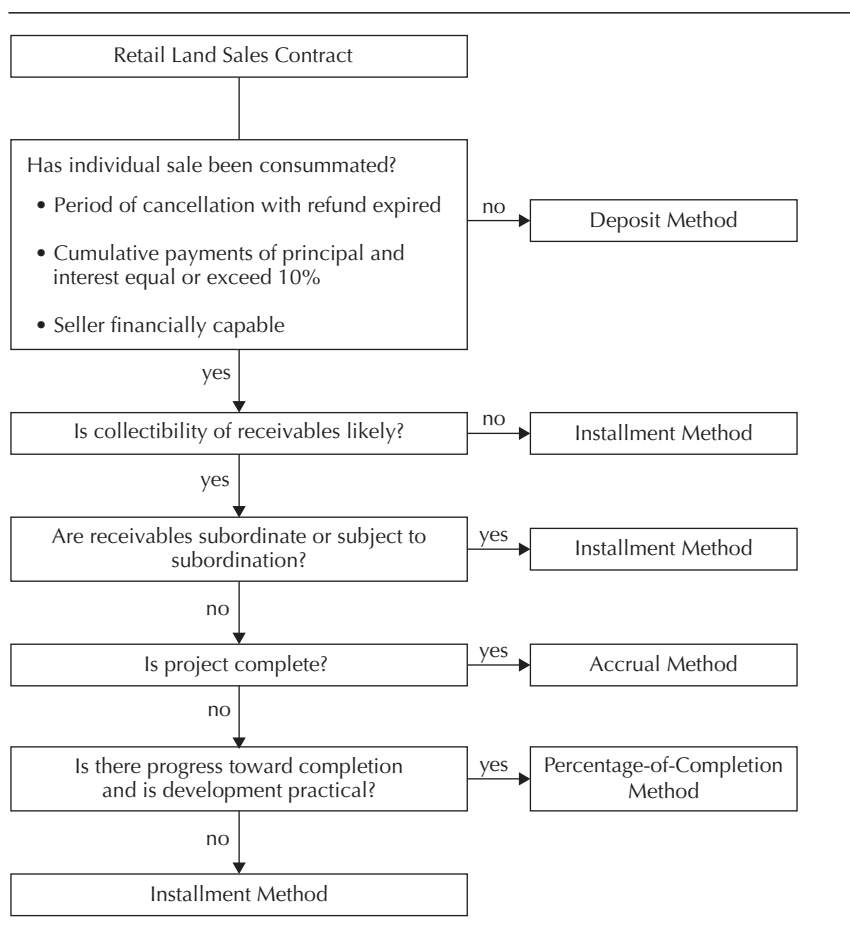 Retail Land Sales Contract
Has individual sale been consummated?
• Period of cancellation with refund expired
• Cumulative payments of principal and
interest equal or exceed 10%
• Seller financially capable
no
Deposit Method
yes
Is collectibility of receivables likely?
no
Installment Method
yes
Are receivables subordinate or subject to
subordination?
yes
Installment Method
no
Is project complete?
yes
Accrual Method
no
Is there progress toward completion
and is development practical?
yes
Percentage-of-Completion
Method
no
Installment Method